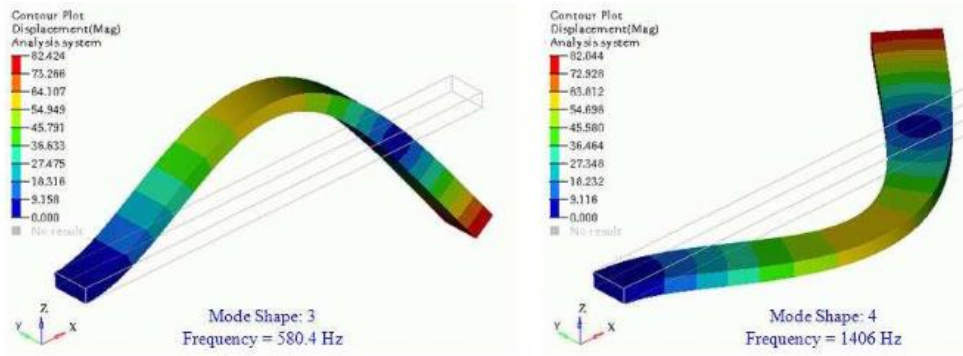 Contour Plot
Displacement(Mag)
Analysis system
82.424
73.266
64.107
54.949
45.791
36.633
27.475
18.316
9.158
0.000
No result
Z
Y
X
Mode Shape: 3
Frequency = 580.4 Hz
Contour Plot
Displacement(Mag)
Analysis system
82.044
72.928
63.812
54.696
45.580
36.464
27.348
18.232
9.116
0.000
No result
Z
Y
X
Mode Shape: 4
Frequency = 1406 Hz